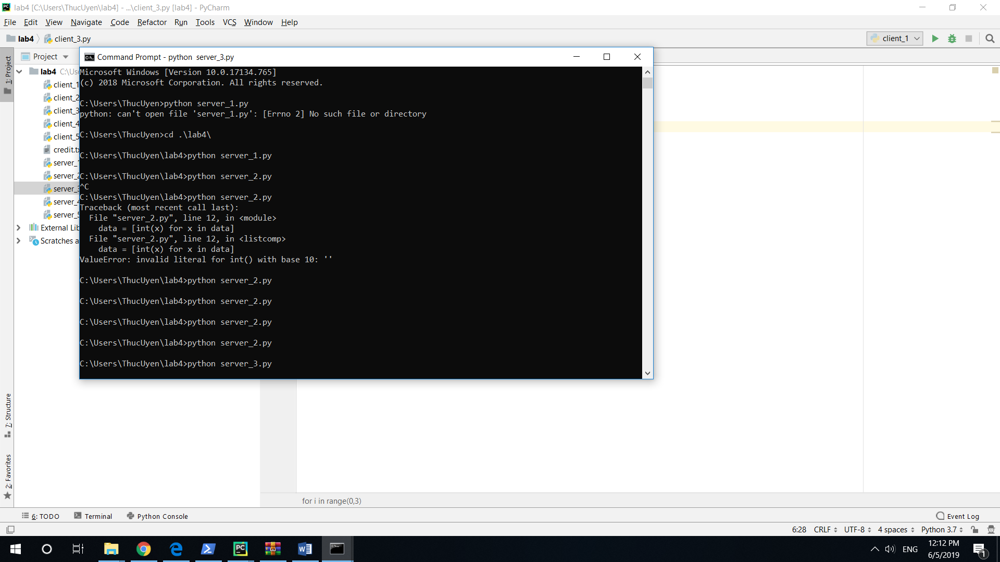 lab4 [C:\Users\ThucUyen\lab4] - ...\client_3.py [lab4] - PyCharm
File Edit View Navigate Code Refactor Run Tools VCS Window Help
lab4 client_3.py client_1
1: Project
Project
Command Prompt - python  server_3.py
lab4 C:\Use
client_1
client_2
client_3
client_4
client_5
credit.tx
server_1
server_2
server_3
server_4
server_5
External Lib
Scratches a
Microsoft Windows [Version 10.0.17134.765]
(c) 2018 Microsoft Corporation. All rights reserved.
C:\Users\ThucUyen>python server_1.py
python: can't open file 'server_1.py': [Errno 2] No such file or directory
C:\Users\ThucUyen>cd .\lab4\
C:\Users\ThucUyen\lab4>python server_1.py
C:\Users\ThucUyen\lab4>python server_2.py
^C
C:\Users\ThucUyen\lab4>python server_2.py
Traceback (most recent call last):
  File "server_2.py", line 12, in <module>
    data = [int(x) for x in data]
  File "server_2.py", line 12, in <listcomp>
    data = [int(x) for x in data]
ValueError: invalid literal for int() with base 10: ''
C:\Users\ThucUyen\lab4>python server_2.py
C:\Users\ThucUyen\lab4>python server_2.py
C:\Users\ThucUyen\lab4>python server_2.py
C:\Users\ThucUyen\lab4>python server_2.py
C:\Users\ThucUyen\lab4>python server_3.py
7: Structure
2: Favorites
for i in range(0,3)
6: TODO Terminal Python Console Event Log
6:28 CRLF UTF-8 4 spaces Python 3.7
ENG
12:12 PM
6/5/2019
1